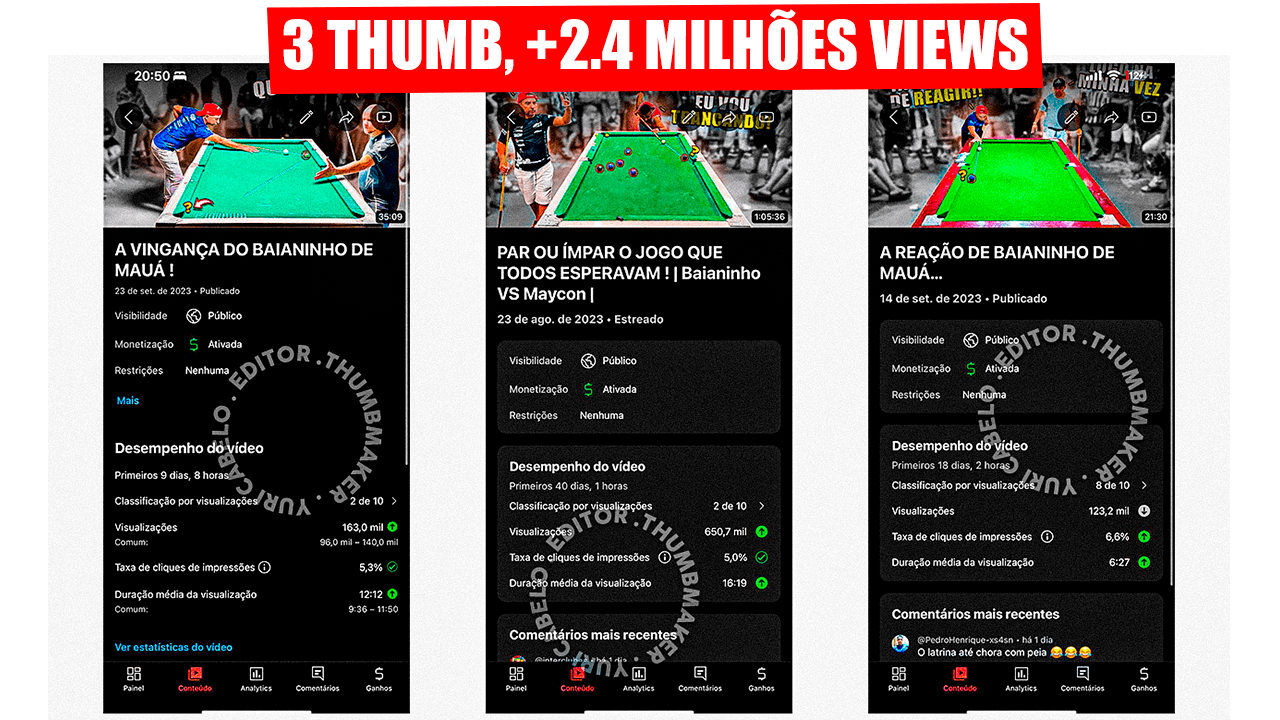 3 THUMB, +2.4 MILHÕES VIEWS
20:50
QU
35:09
A VINGANÇA DO BAIANINHO DE
MAUÁ !
23 de set. de 2023 • Publicado
Visibilidade Público
Monetização Ativada
Restrições Nenhuma
Mais
Desempenho do vídeo
Primeiros 9 dias, 8 horas
Classificação por visualizações 2 de 10
Visualizações 163,0 mil
Comum: 96,0 mil – 140,0 mil
Taxa de cliques de impressões 5,3%
Duração média da visualização 12:12
Comum: 9:36 – 11:50
Ver estatísticas do vídeo
Painel Conteúdo Analytics Comentários Ganhos
YURI CABELO . EDITOR . THUMBMAKER .
EU VOU
TRANCANDO!
1:05:36
PAR OU ÍMPAR O JOGO QUE
TODOS ESPERAVAM ! | Baianinho
VS Maycon |
23 de ago. de 2023 • Estreado
Visibilidade Público
Monetização Ativada
Restrições Nenhuma
Desempenho do vídeo
Primeiros 40 dias, 1 horas
Classificação por visualizações 2 de 10
Visualizações 650,7 mil
Taxa de cliques de impressões 5,0%
Duração média da visualização 16:19
Comentários mais recentes
@interclube há 1 dia
Painel Conteúdo Analytics Comentários Ganhos
YURI CABELO . EDITOR . THUMBMAKER .
12%
DE REAGIR!!
MINHA VEZ
21:30
A REAÇÃO DE BAIANINHO DE
MAUÁ...
14 de set. de 2023 • Publicado
Visibilidade Público
Monetização Ativada
Restrições Nenhuma
Desempenho do vídeo
Primeiros 18 dias, 2 horas
Classificação por visualizações 8 de 10
Visualizações 123,2 mil
Taxa de cliques de impressões 6,6%
Duração média da visualização 6:27
Comentários mais recentes
@PedroHenrique-xs4sn • há 1 dia
O latrina até chora com peia 😂😂😂
Painel Conteúdo Analytics Comentários Ganhos
YURI CABELO . EDITOR . THUMBMAKER .